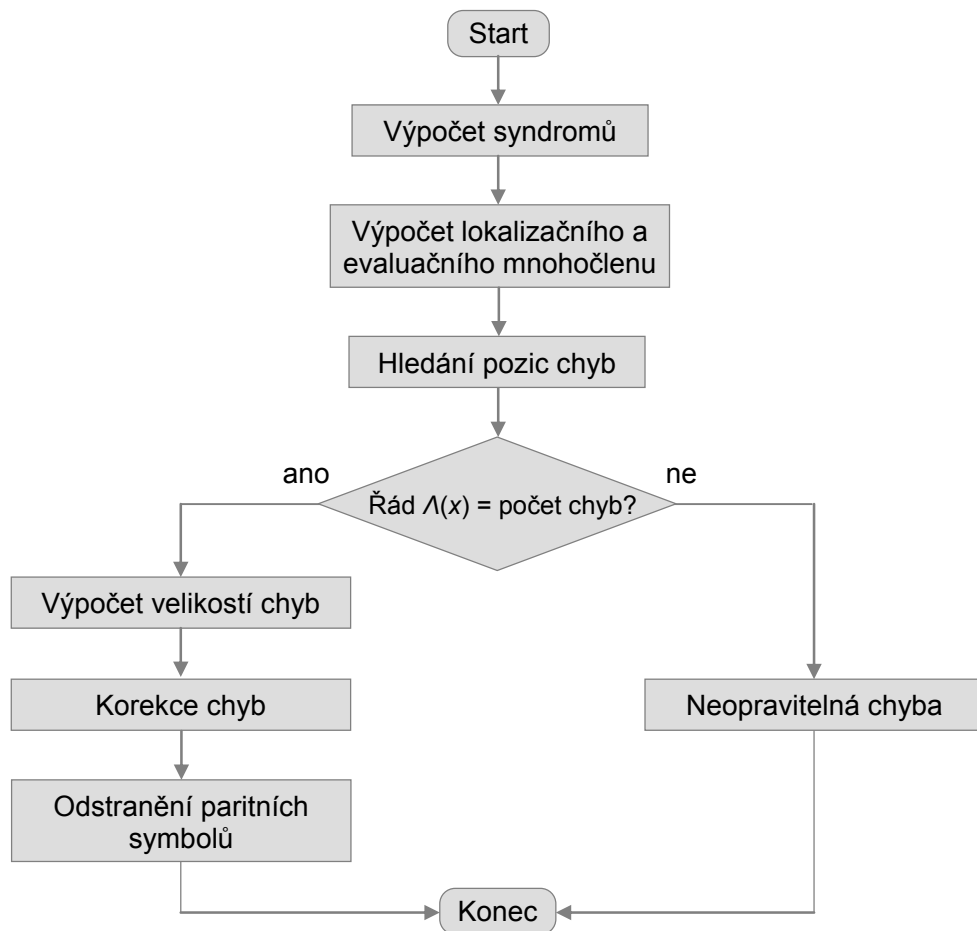 Start
Výpočet syndromů
Výpočet lokalizačního a
evaluačního mnohočlenu
Hledání pozic chyb
ano
ne
Řád Λ(x) = počet chyb?
Výpočet velikostí chyb
Korekce chyb
Neopravitelná chyba
Odstranění paritních
symbolů
Konec